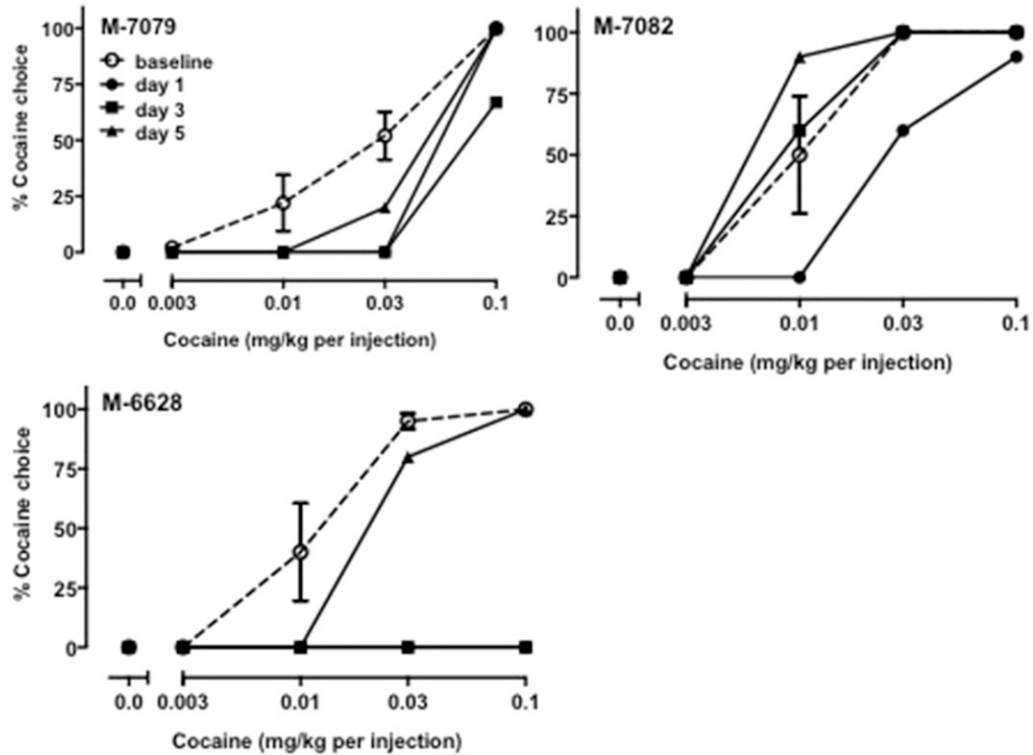 M-7079
baseline
day 1
day 3
day 5
% Cocaine choice
100
75
50
25
0
0.0 0.003 0.01 0.03 0.1
Cocaine (mg/kg per injection)
M-7082
100
75
50
25
0
0.0 0.003 0.01 0.03 0.1
Cocaine (mg/kg per injection)
M-6628
% Cocaine choice
100
75
50
25
0
0.0 0.003 0.01 0.03 0.1
Cocaine (mg/kg per injection)